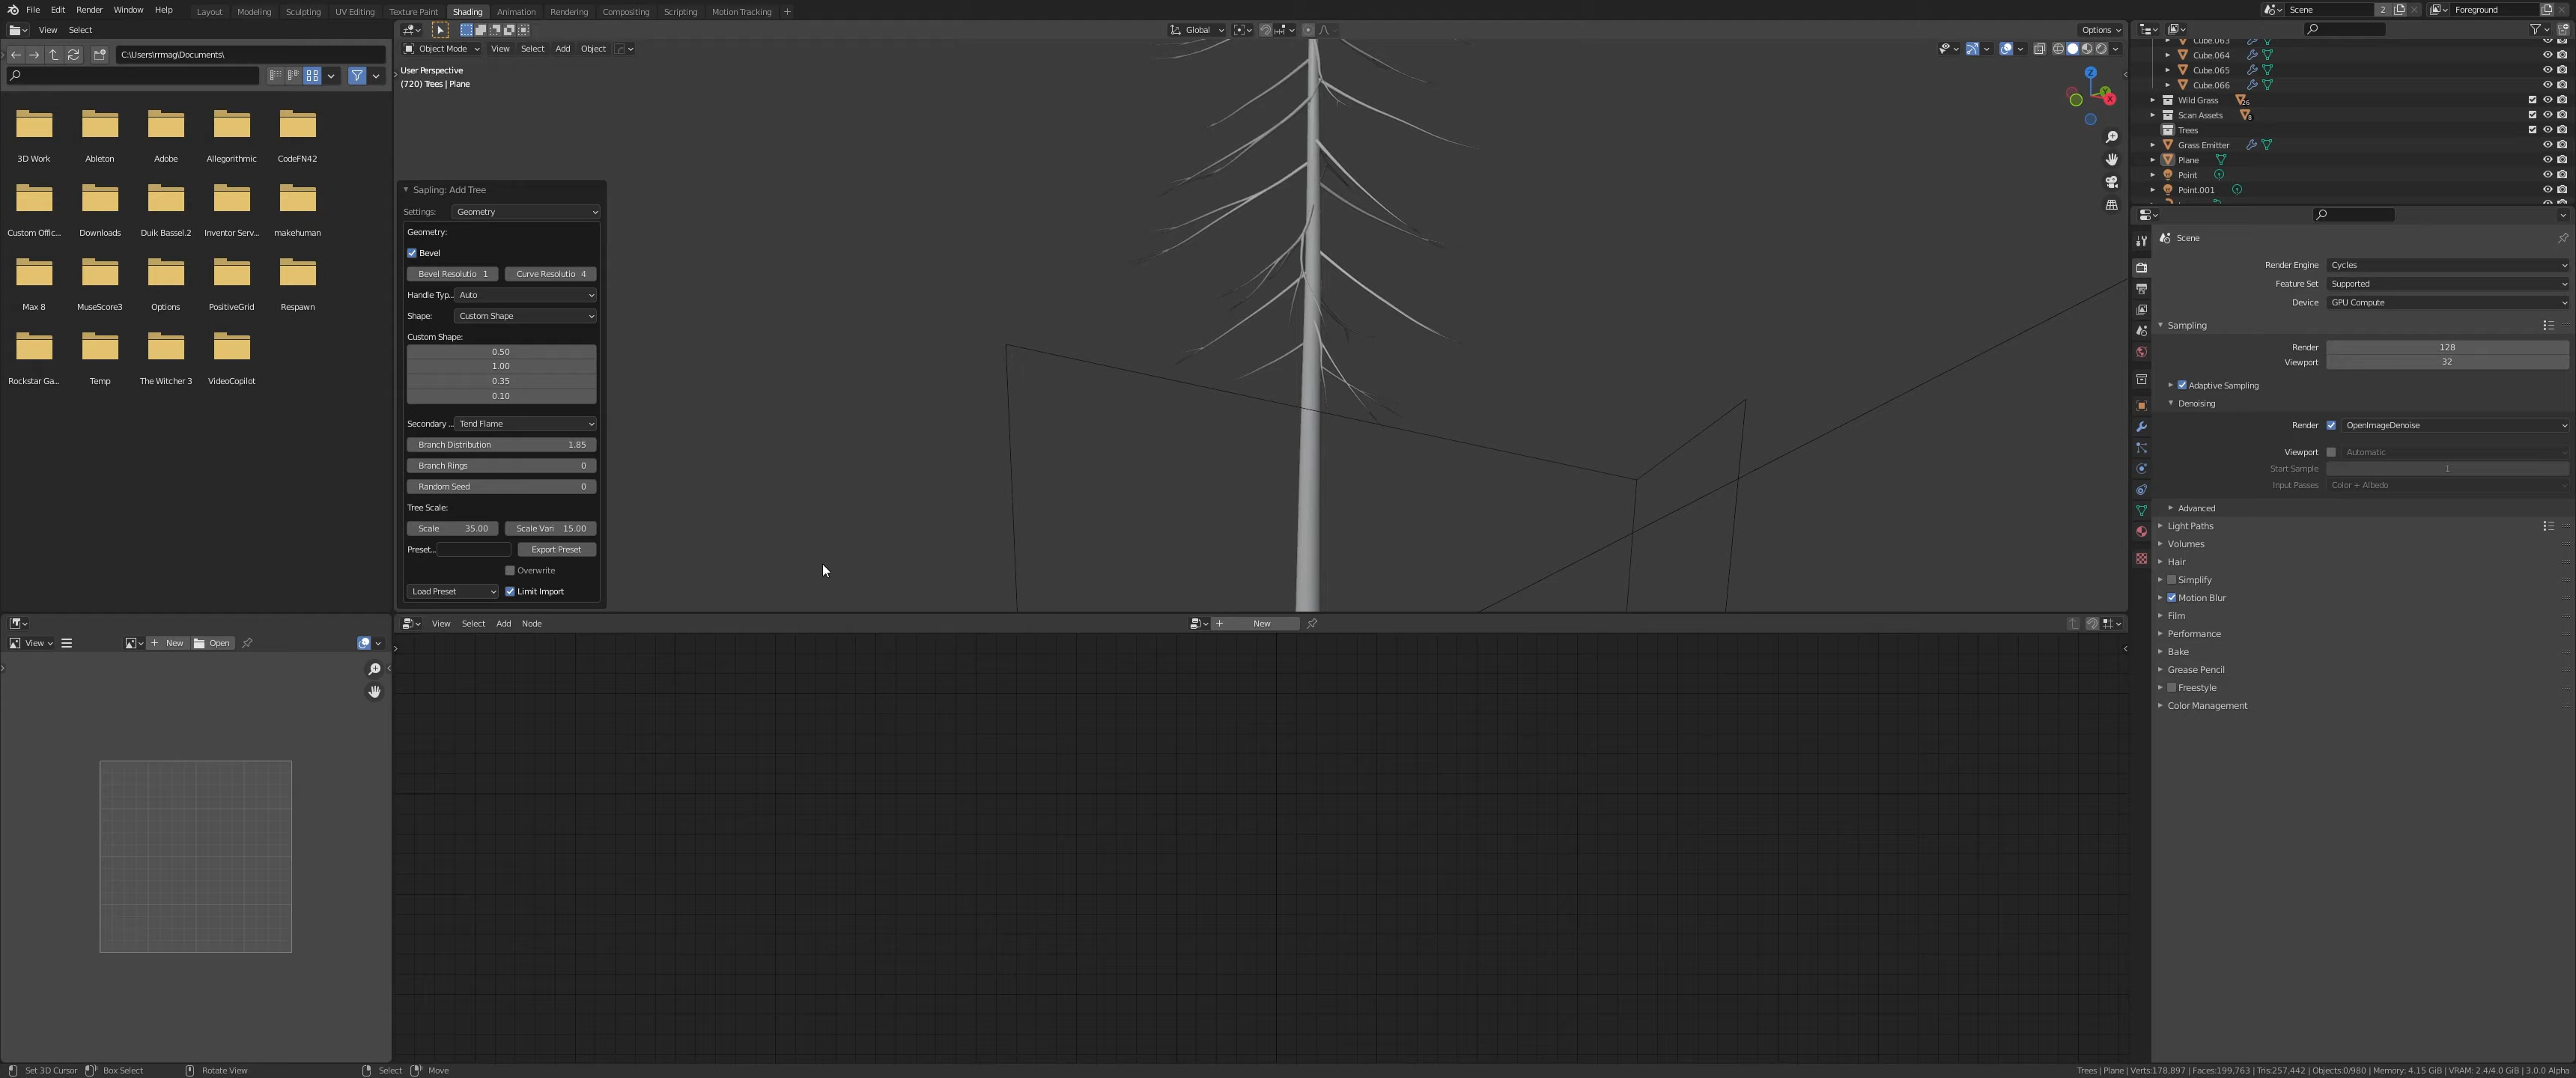 File Edit Render Window Help Layout Modeling Sculpting UV Editing Texture Paint Shading Animation Rendering Compositing Scripting Motion Tracking Scene 2 Foreground
View Select
C:\Users\rrmag\Documents\
3D Work Ableton Adobe Allegorithmic CodeFN42
Custom Offic... Downloads Duik Bassel.2 Inventor Serv... makehuman
Max 8 MuseScore3 Options PositiveGrid Respawn
Rockstar Ga... Temp The Witcher 3 VideoCopilot
Global Options
Object Mode View Select Add Object
User Perspective
(720) Trees | Plane
Sapling: Add Tree
Settings: Geometry
Geometry:
Bevel
Bevel Resolutio 1 Curve Resolutio 4
Handle Typ... Auto
Shape: Custom Shape
Custom Shape:
0.50
1.00
0.35
0.10
Secondary ... Tend Flame
Branch Distribution 1.85
Branch Rings 0
Random Seed 0
Tree Scale:
Scale 35.00 Scale Vari 15.00
Preset... Export Preset
Overwrite
Load Preset Limit Import
Z
Y
X
Cube.063
Cube.064
Cube.065
Cube.066
Wild Grass 26
Scan Assets 8
Trees
Grass Emitter
Plane
Point
Point.001
Scene
Render Engine Cycles
Feature Set Supported
Device GPU Compute
Sampling
Render 128
Viewport 32
Adaptive Sampling
Denoising
Render OpenImageDenoise
Viewport Automatic
Start Sample 1
Input Passes Color + Albedo
Advanced
Light Paths
Volumes
Hair
Simplify
Motion Blur
Film
Performance
Bake
Grease Pencil
Freestyle
Color Management
View New Open
View Select Add Node New
Set 3D Cursor Box Select Rotate View Select Move
Trees | Plane | Verts:178,897 | Faces:199,763 | Tris:257,442 | Objects:0/980 | Memory: 4.15 GiB | VRAM: 2.4/4.0 GiB | 3.0.0 Alpha